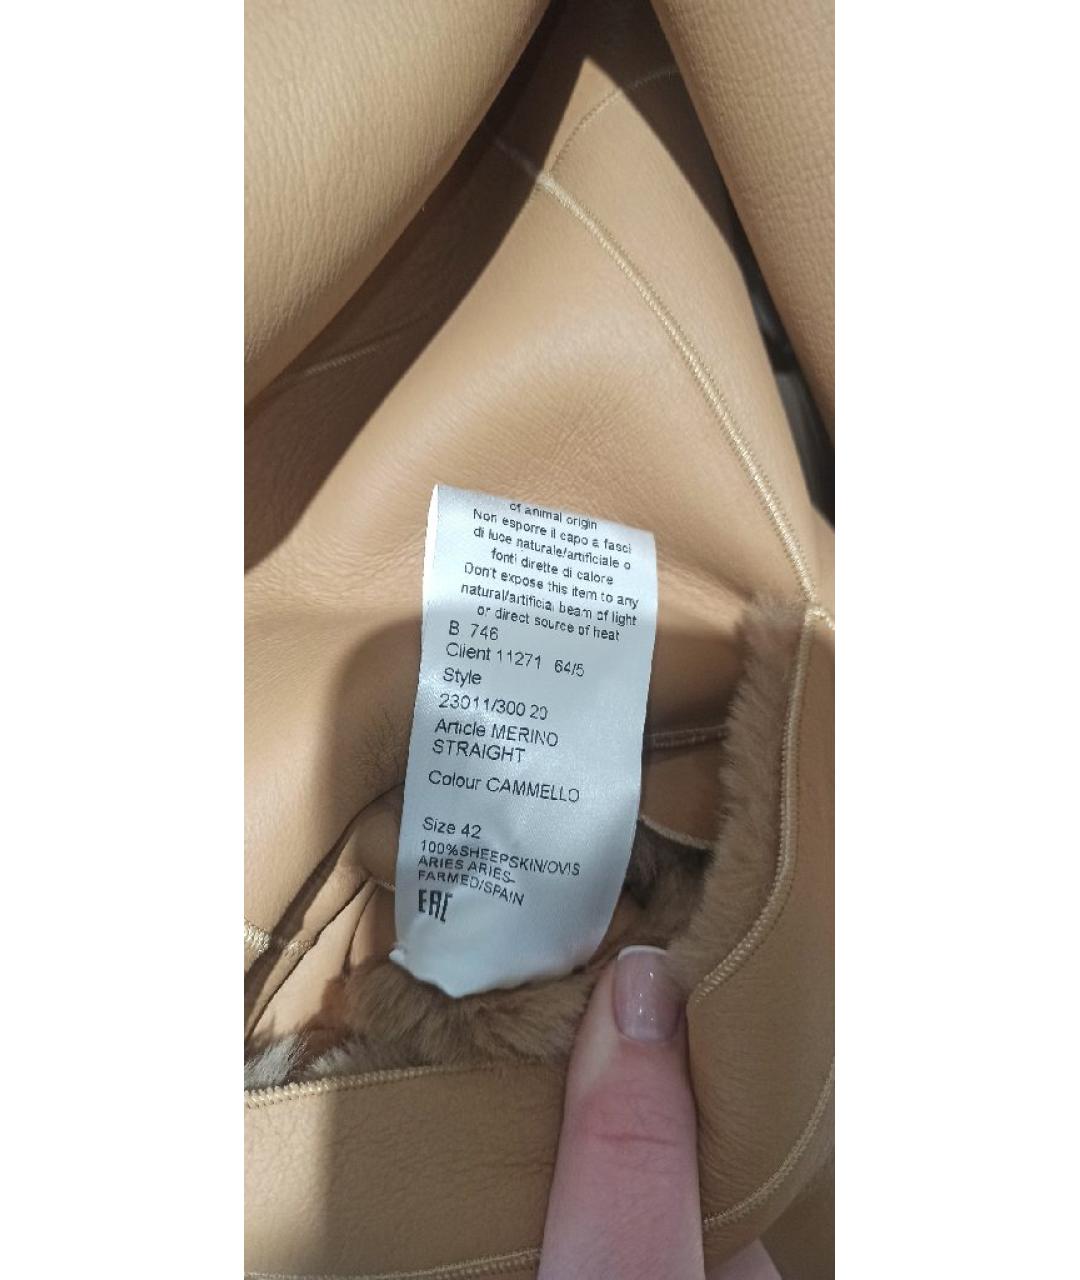 of animal origin
Non esporre il capo a fasci
di luce naturale/artificiale o
fonti dirette di calore
Don't expose this item to any
natural/artificial beam of light
or direct source of heat
B 746
Client 11271 64/5
Style
23011/300 20
Article MERINO
STRAIGHT
Colour CAMMELLO
Size 42
100%SHEEPSKIN/OVIS
ARIES ARIES-
FARMED/SPAIN
EAC